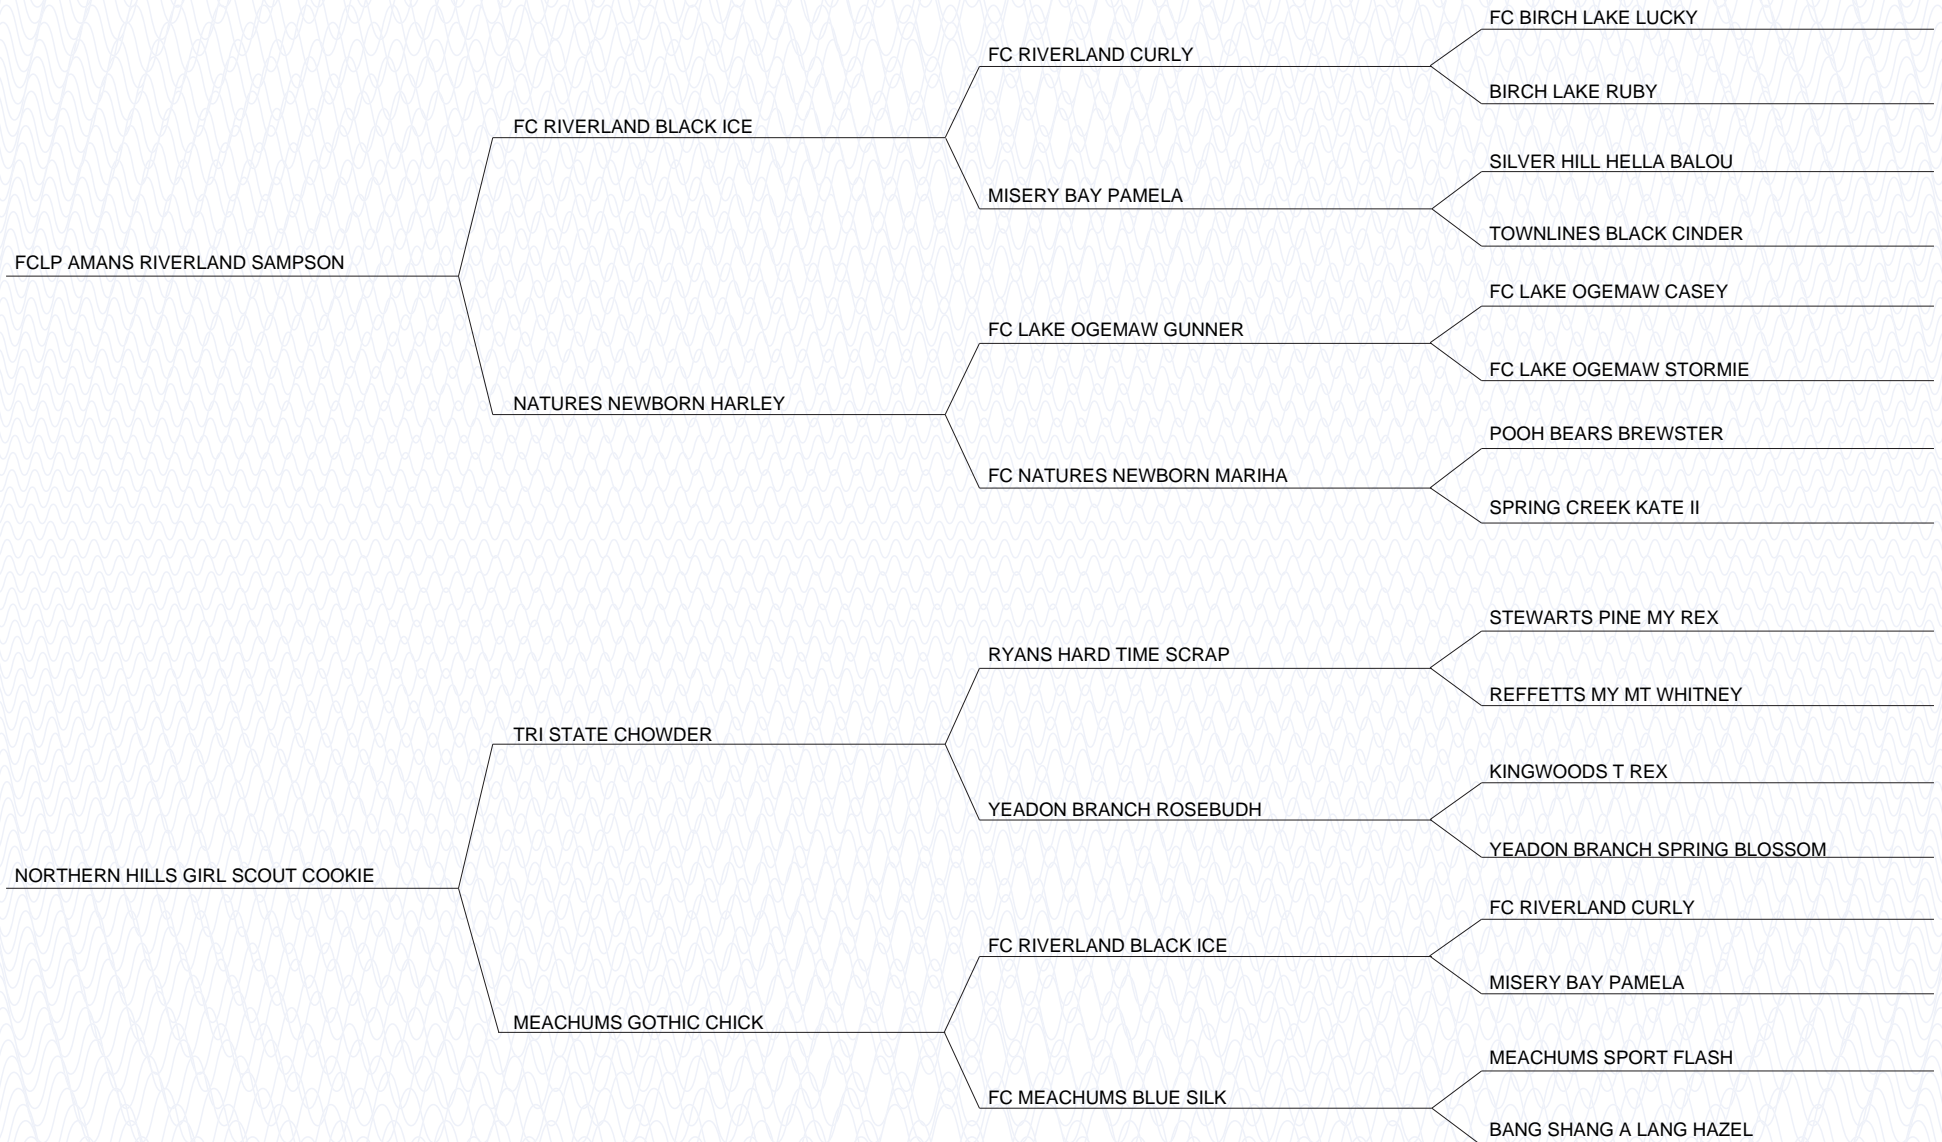 FC BIRCH LAKE LUCKY
FC RIVERLAND CURLY
BIRCH LAKE RUBY
FC RIVERLAND BLACK ICE
SILVER HILL HELLA BALOU
MISERY BAY PAMELA
TOWNLINES BLACK CINDER
FCLP AMANS RIVERLAND SAMPSON
FC LAKE OGEMAW CASEY
FC LAKE OGEMAW GUNNER
FC LAKE OGEMAW STORMIE
NATURES NEWBORN HARLEY
POOH BEARS BREWSTER
FC NATURES NEWBORN MARIHA
SPRING CREEK KATE II
STEWARTS PINE MY REX
RYANS HARD TIME SCRAP
REFFETTS MY MT WHITNEY
TRI STATE CHOWDER
KINGWOODS T REX
YEADON BRANCH ROSEBUDH
YEADON BRANCH SPRING BLOSSOM
NORTHERN HILLS GIRL SCOUT COOKIE
FC RIVERLAND CURLY
FC RIVERLAND BLACK ICE
MISERY BAY PAMELA
MEACHUMS GOTHIC CHICK
MEACHUMS SPORT FLASH
FC MEACHUMS BLUE SILK
BANG SHANG A LANG HAZEL